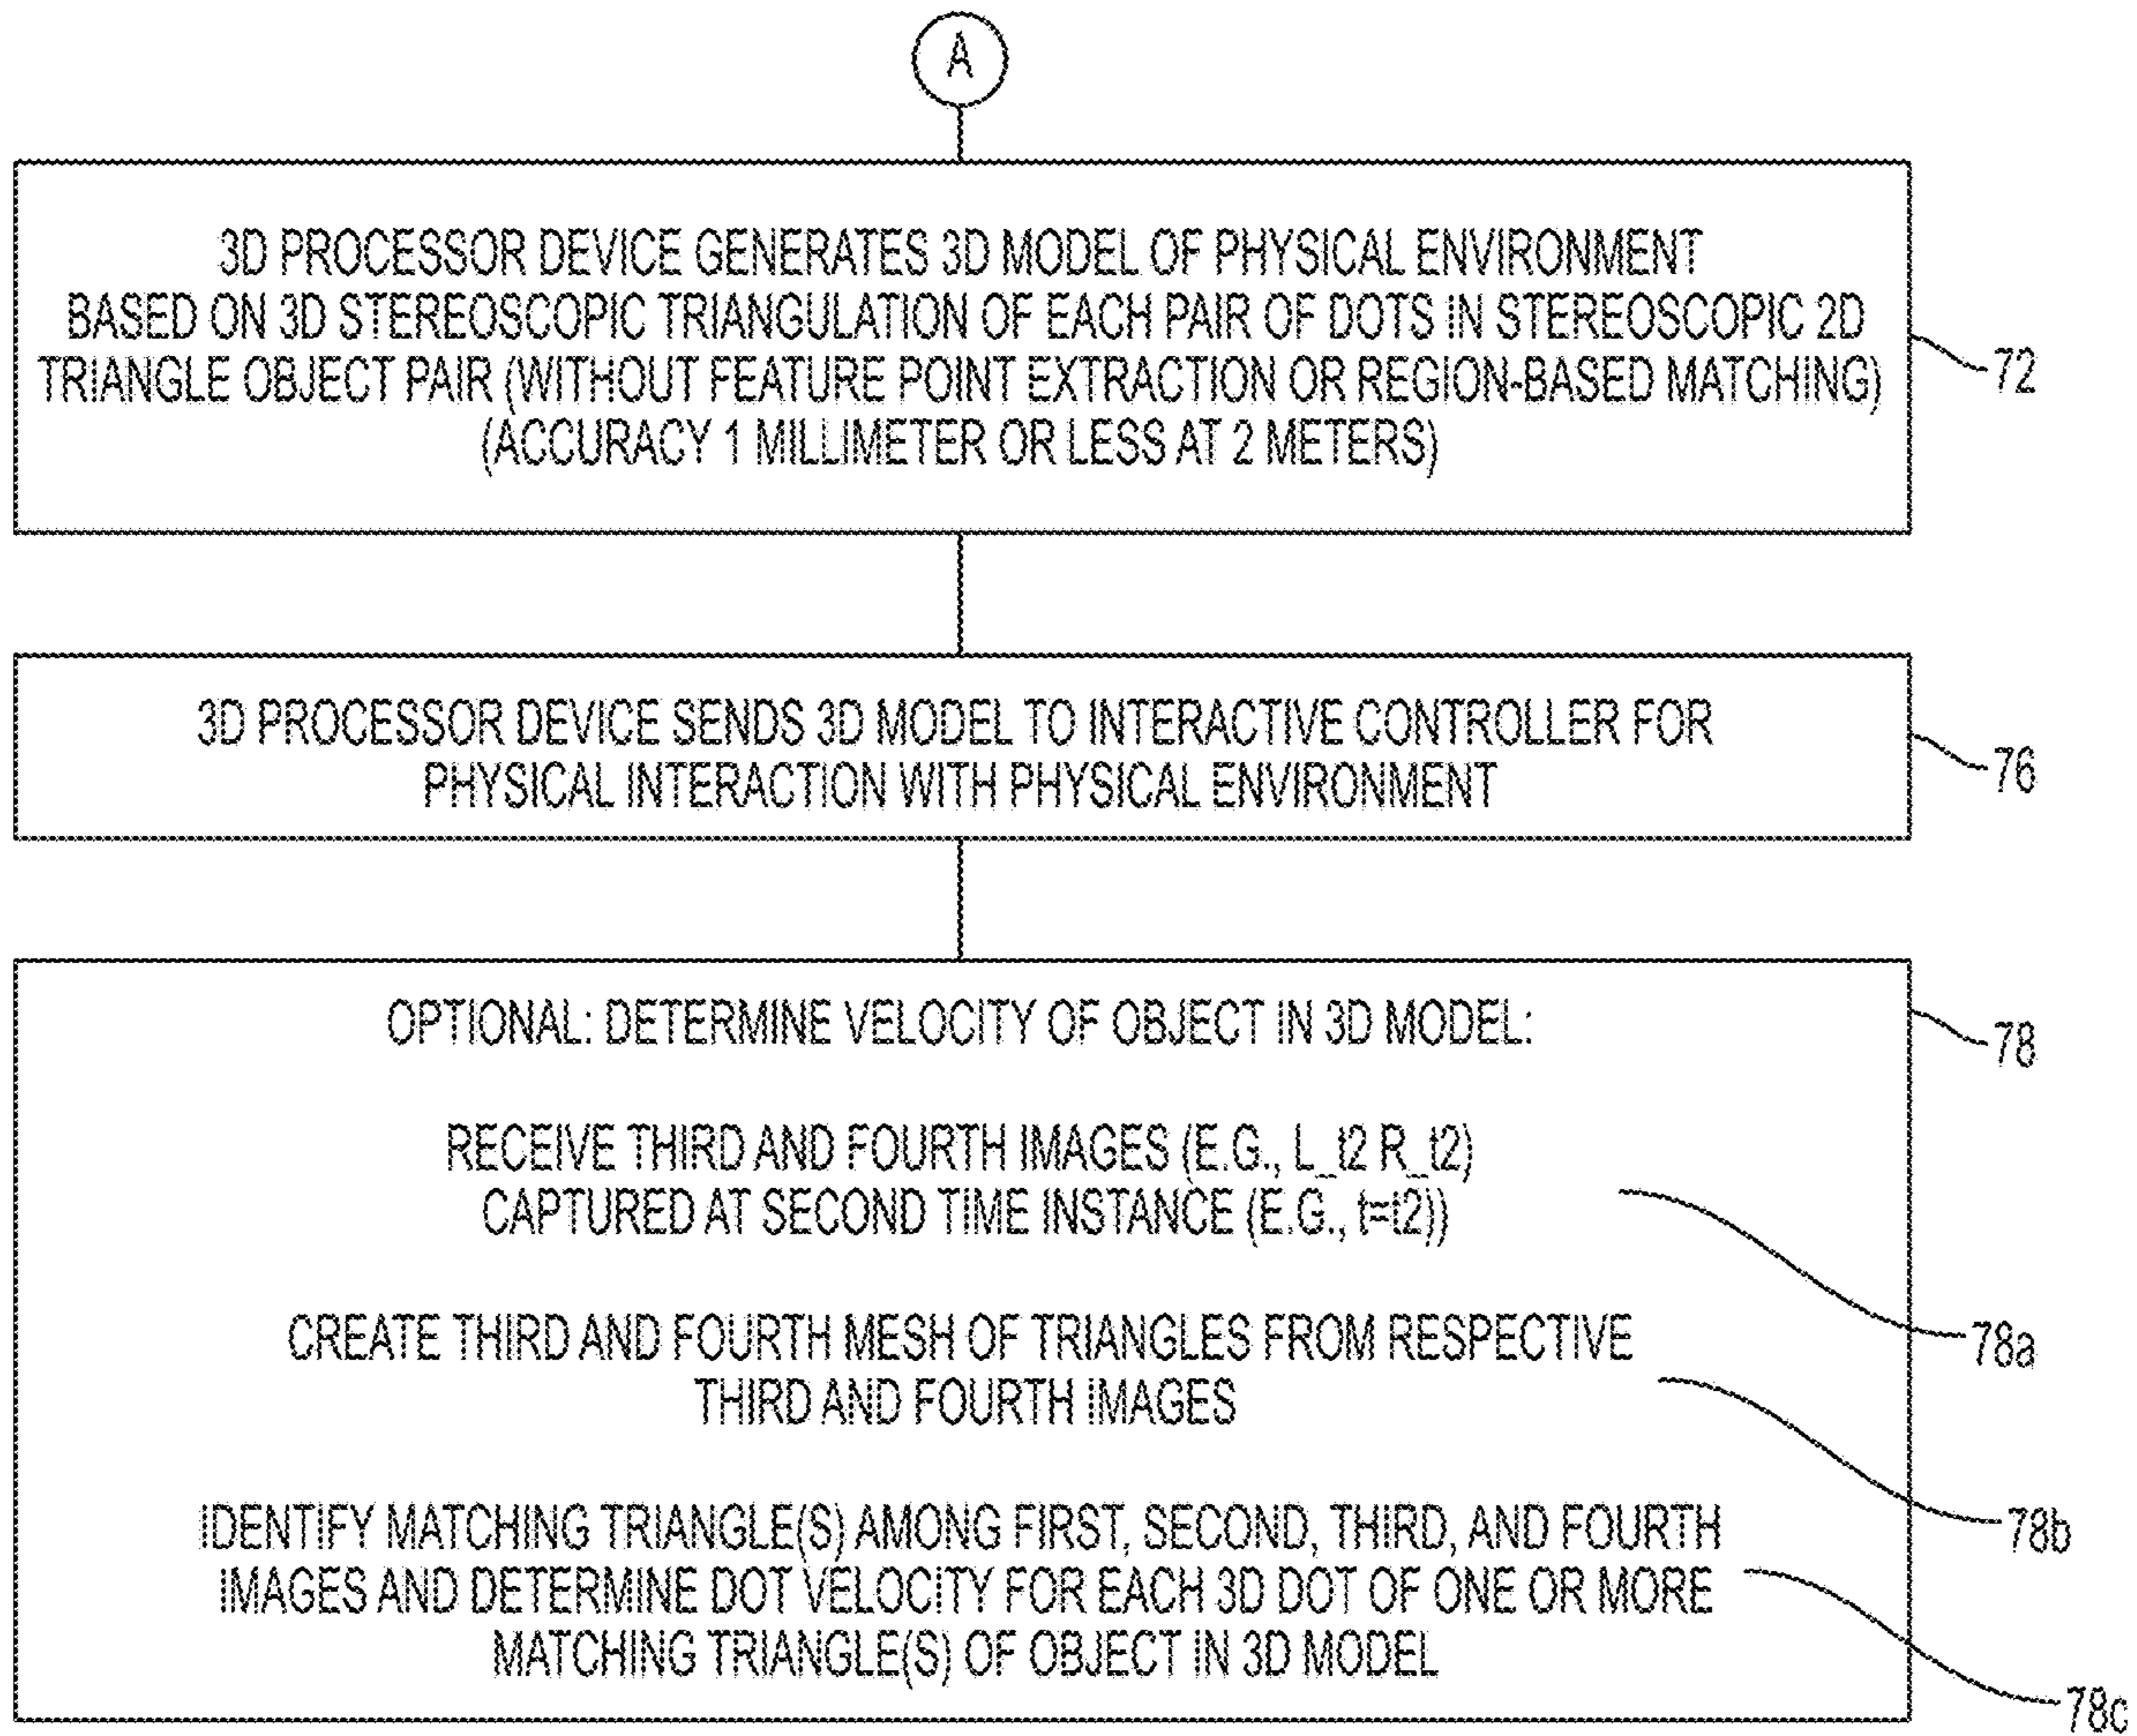 A
3D PROCESSOR DEVICE GENERATES 3D MODEL OF PHYSICAL ENVIRONMENT
BASED ON 3D STEREOSCOPIC TRIANGULATION OF EACH PAIR OF DOTS IN STEREOSCOPIC 2D
TRIANGLE OBJECT PAIR (WITHOUT FEATURE POINT EXTRACTION OR REGION-BASED MATCHING)
(ACCURACY 1 MILLIMETER OR LESS AT 2 METERS)
72
3D PROCESSOR DEVICE SENDS 3D MODEL TO INTERACTIVE CONTROLLER FOR
PHYSICAL INTERACTION WITH PHYSICAL ENVIRONMENT
76
OPTIONAL: DETERMINE VELOCITY OF OBJECT IN 3D MODEL:
78
RECEIVE THIRD AND FOURTH IMAGES (E.G., L_t2 R_t2)
CAPTURED AT SECOND TIME INSTANCE (E.G., t=t2))
78a
CREATE THIRD AND FOURTH MESH OF TRIANGLES FROM RESPECTIVE
THIRD AND FOURTH IMAGES
78b
IDENTIFY MATCHING TRIANGLE(S) AMONG FIRST, SECOND, THIRD, AND FOURTH
IMAGES AND DETERMINE DOT VELOCITY FOR EACH 3D DOT OF ONE OR MORE
MATCHING TRIANGLE(S) OF OBJECT IN 3D MODEL
78c